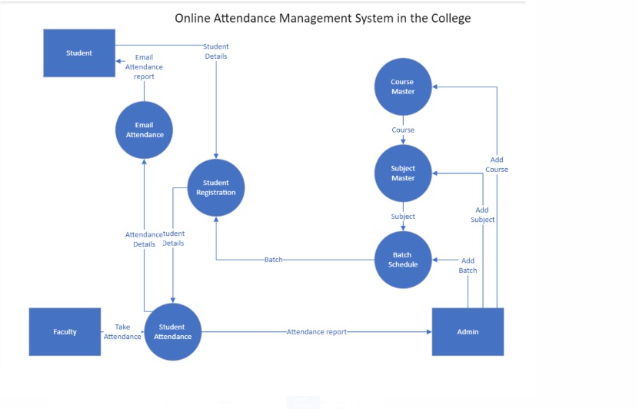 Online Attendance Management System in the College
Student
Student
Details
Email
Attendance
report
Course
Master
Email
Attendance
Course
Add
Course
Subject
Master
Student
Registration
Add
Subject
Subject
Attendance
Details
tudent
Details
Batch
Schedule
Batch
Add
Batch
Faculty
Take
Attendance
Student
Attendance
Attendance report
Admin